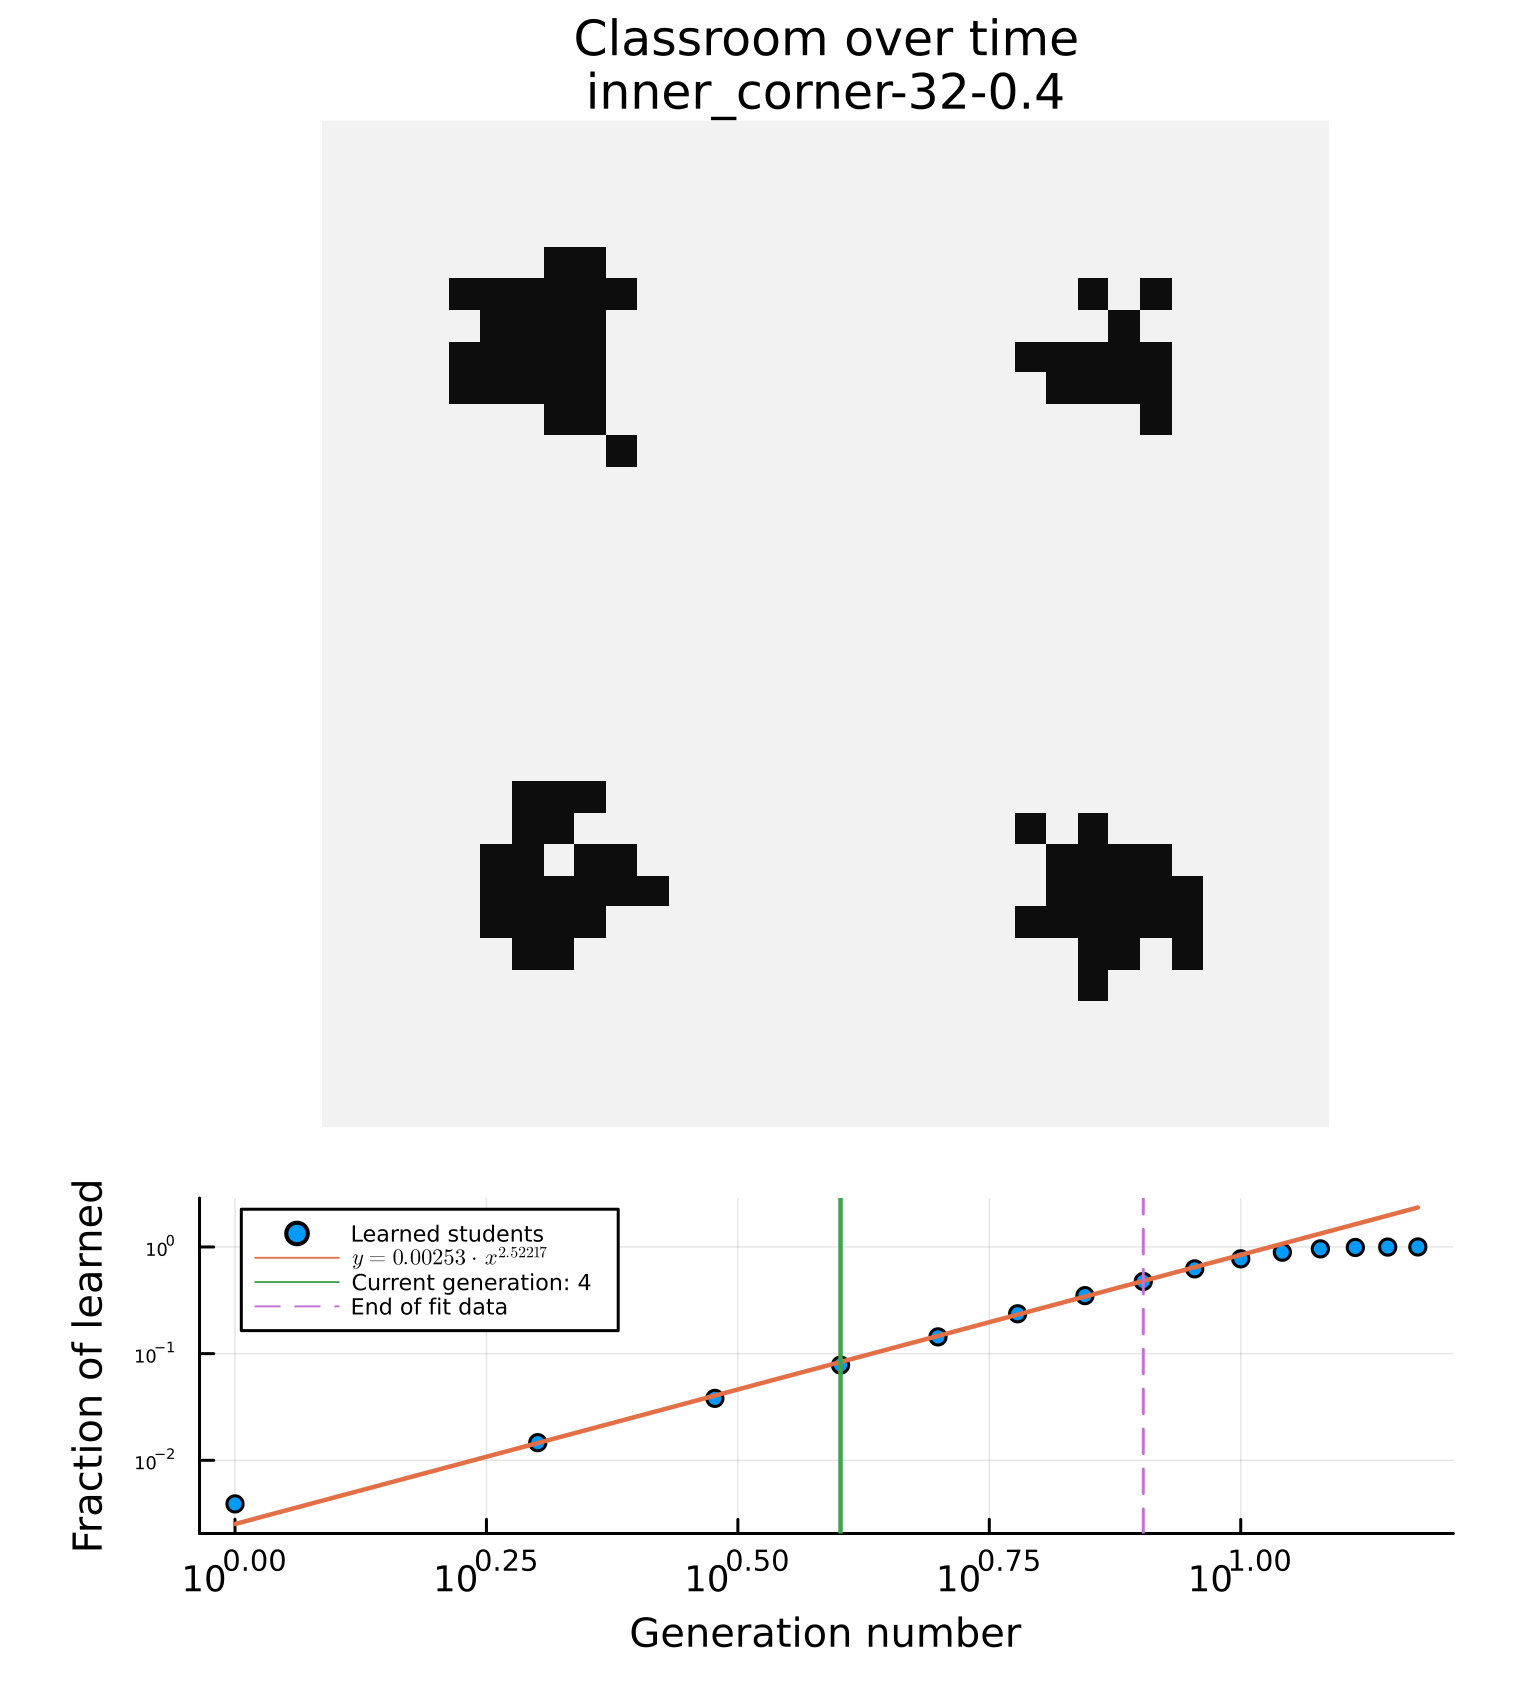 Classroom over time
inner_corner-32-0.4
Fraction of learned
10^0
10^-1
10^-2
Learned students
y = 0.00253 · x^2.52217
Current generation: 4
End of fit data
10^0.00 10^0.25 10^0.50 10^0.75 10^1.00
Generation number